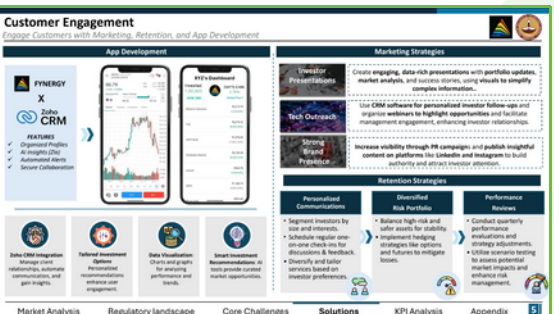 Customer Engagement
Engage Customers with Marketing, Retention, and App Development
App Development
FYNERGY
X
Zoho
CRM
FEATURES
✓ Organized Profiles
✓ AI Insights (Zia)
✓ Automated Alerts
✓ Secure Collaboration
XYZ's Dashboard
Zoho CRM Integration
Manage client
relationships, automate
communication, and
gain insights.
Tailored Investment
Options
Personalized
recommendations
enhance user
engagement.
Data Visualization
Charts and graphs
for analyzing
performance and
trends.
Smart Investment
Recommendations: AI
tools provide curated
market opportunities.
Marketing Strategies
Investor
Presentations
Create engaging, data-rich presentations with portfolio updates,
market analysis, and success stories, using visuals to simplify
complex information...
Tech Outreach
Use CRM software for personalized investor follow-ups and
organize webinars to highlight opportunities and facilitate
management engagement, enhancing investor relationships.
Strong
Brand
Presence
Increase visibility through PR campaigns and publish insightful
content on platforms like LinkedIn and Instagram to build
authority and attract investor attention.
Retention Strategies
Personalized
Communications
• Segment investors by
size and interests.
• Schedule regular one-
on-one check-ins for
discussions & feedback.
• Diversify and tailor
services based on
investor preferences.
Diversified
Risk Portfolio
• Balance high-risk and
safer assets for stability.
• Implement hedging
strategies like options
and futures to mitigate
losses.
Performance
Reviews
• Conduct quarterly
performance
evaluations and
strategy adjustments.
• Utilize scenario testing
to assess potential
market impacts and
enhance risk
management.
Market Analysis
Regulatory landscape
Core Challenges
Solutions
KPI Analysis
Appendix
5